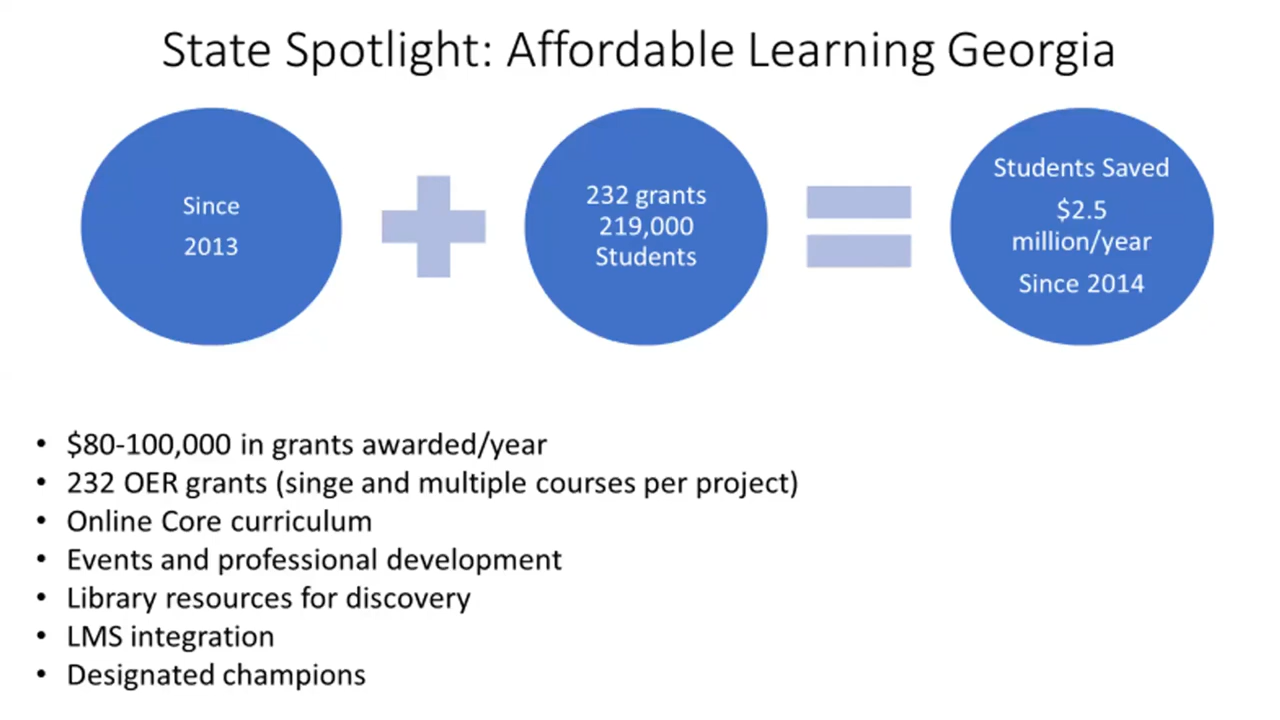 State Spotlight: Affordable Learning Georgia
Since
2013
232 grants
219,000
Students
Students Saved
$2.5
million/year
Since 2014
• $80-100,000 in grants awarded/year
• 232 OER grants (singe and multiple courses per project)
• Online Core curriculum
• Events and professional development
• Library resources for discovery
• LMS integration
• Designated champions